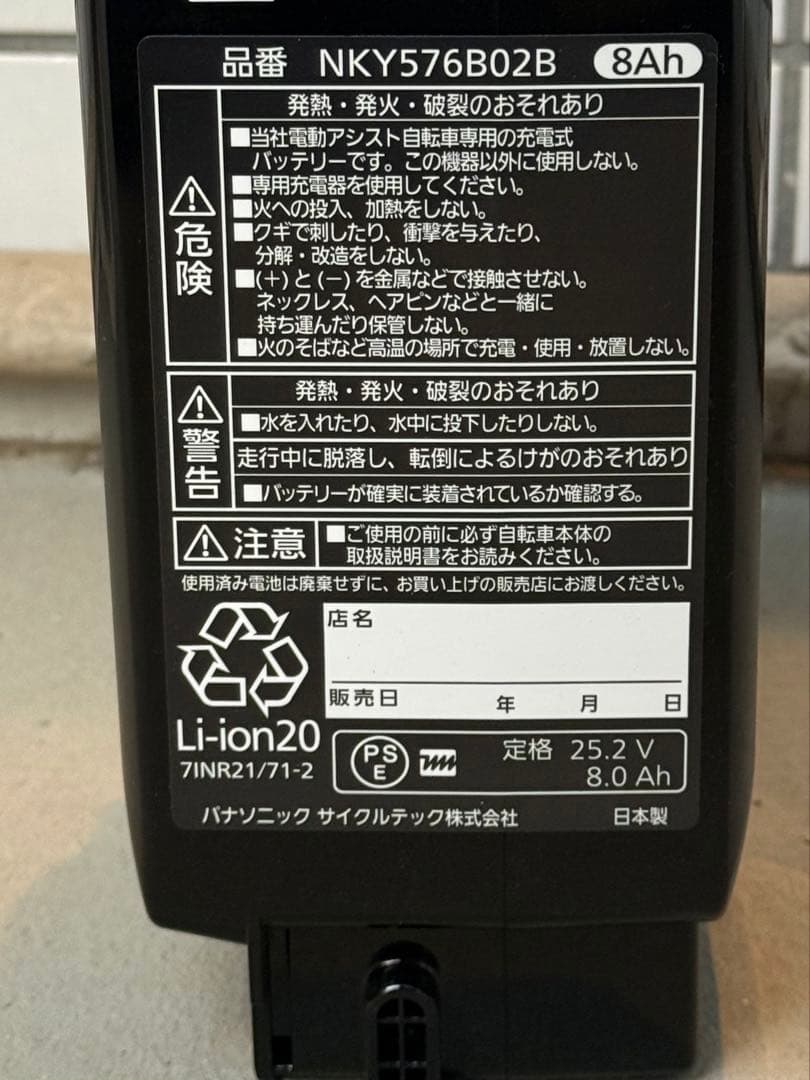 品番 NKY576B02B 8Ah
発熱・発火・破裂のおそれあり
■当社電動アシスト自転車専用の充電式
バッテリーです。この機器以外に使用しない。
■専用充電器を使用してください。
■火への投入、加熱をしない。
■クギで刺したり、衝撃を与えたり、
分解・改造をしない。
■(+)と(−)を金属などで接触させない。
ネックレス、ヘアピンなどと一緒に
持ち運んだり保管しない。
■火のそばなど高温の場所で充電・使用・放置しない。
危険
発熱・発火・破裂のおそれあり
■水を入れたり、水中に投下したりしない。
走行中に脱落し、転倒によるけがのおそれあり
■バッテリーが確実に装着されているか確認する。
警告
注意
■ご使用の前に必ず自転車本体の
取扱説明書をお読みください。
使用済み電池は廃棄せずに、お買い上げの販売店にお渡しください。
店名
販売日 年 月 日
Li-ion20
7INR21/71-2
PS
E
定格 25.2 V
8.0 Ah
パナソニック サイクルテック株式会社 日本製